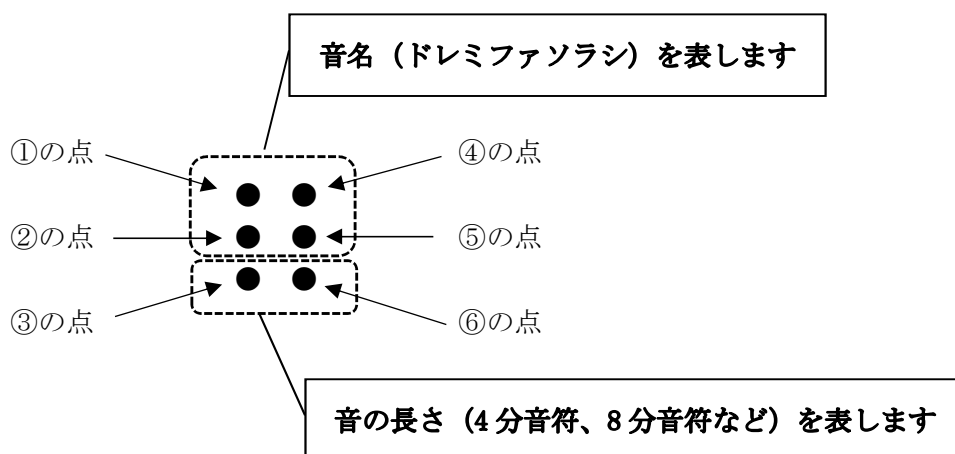 音名（ドレミファソラシ）を表します
①の点
④の点
②の点
⑤の点
③の点
⑥の点
音の長さ（4分音符、8分音符など）を表します